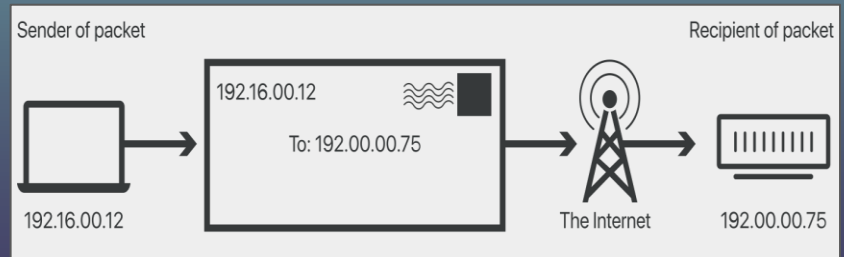 Sender of packet
Recipient of packet
192.16.00.12
To: 192.00.00.75
192.16.00.12
The Internet
192.00.00.75